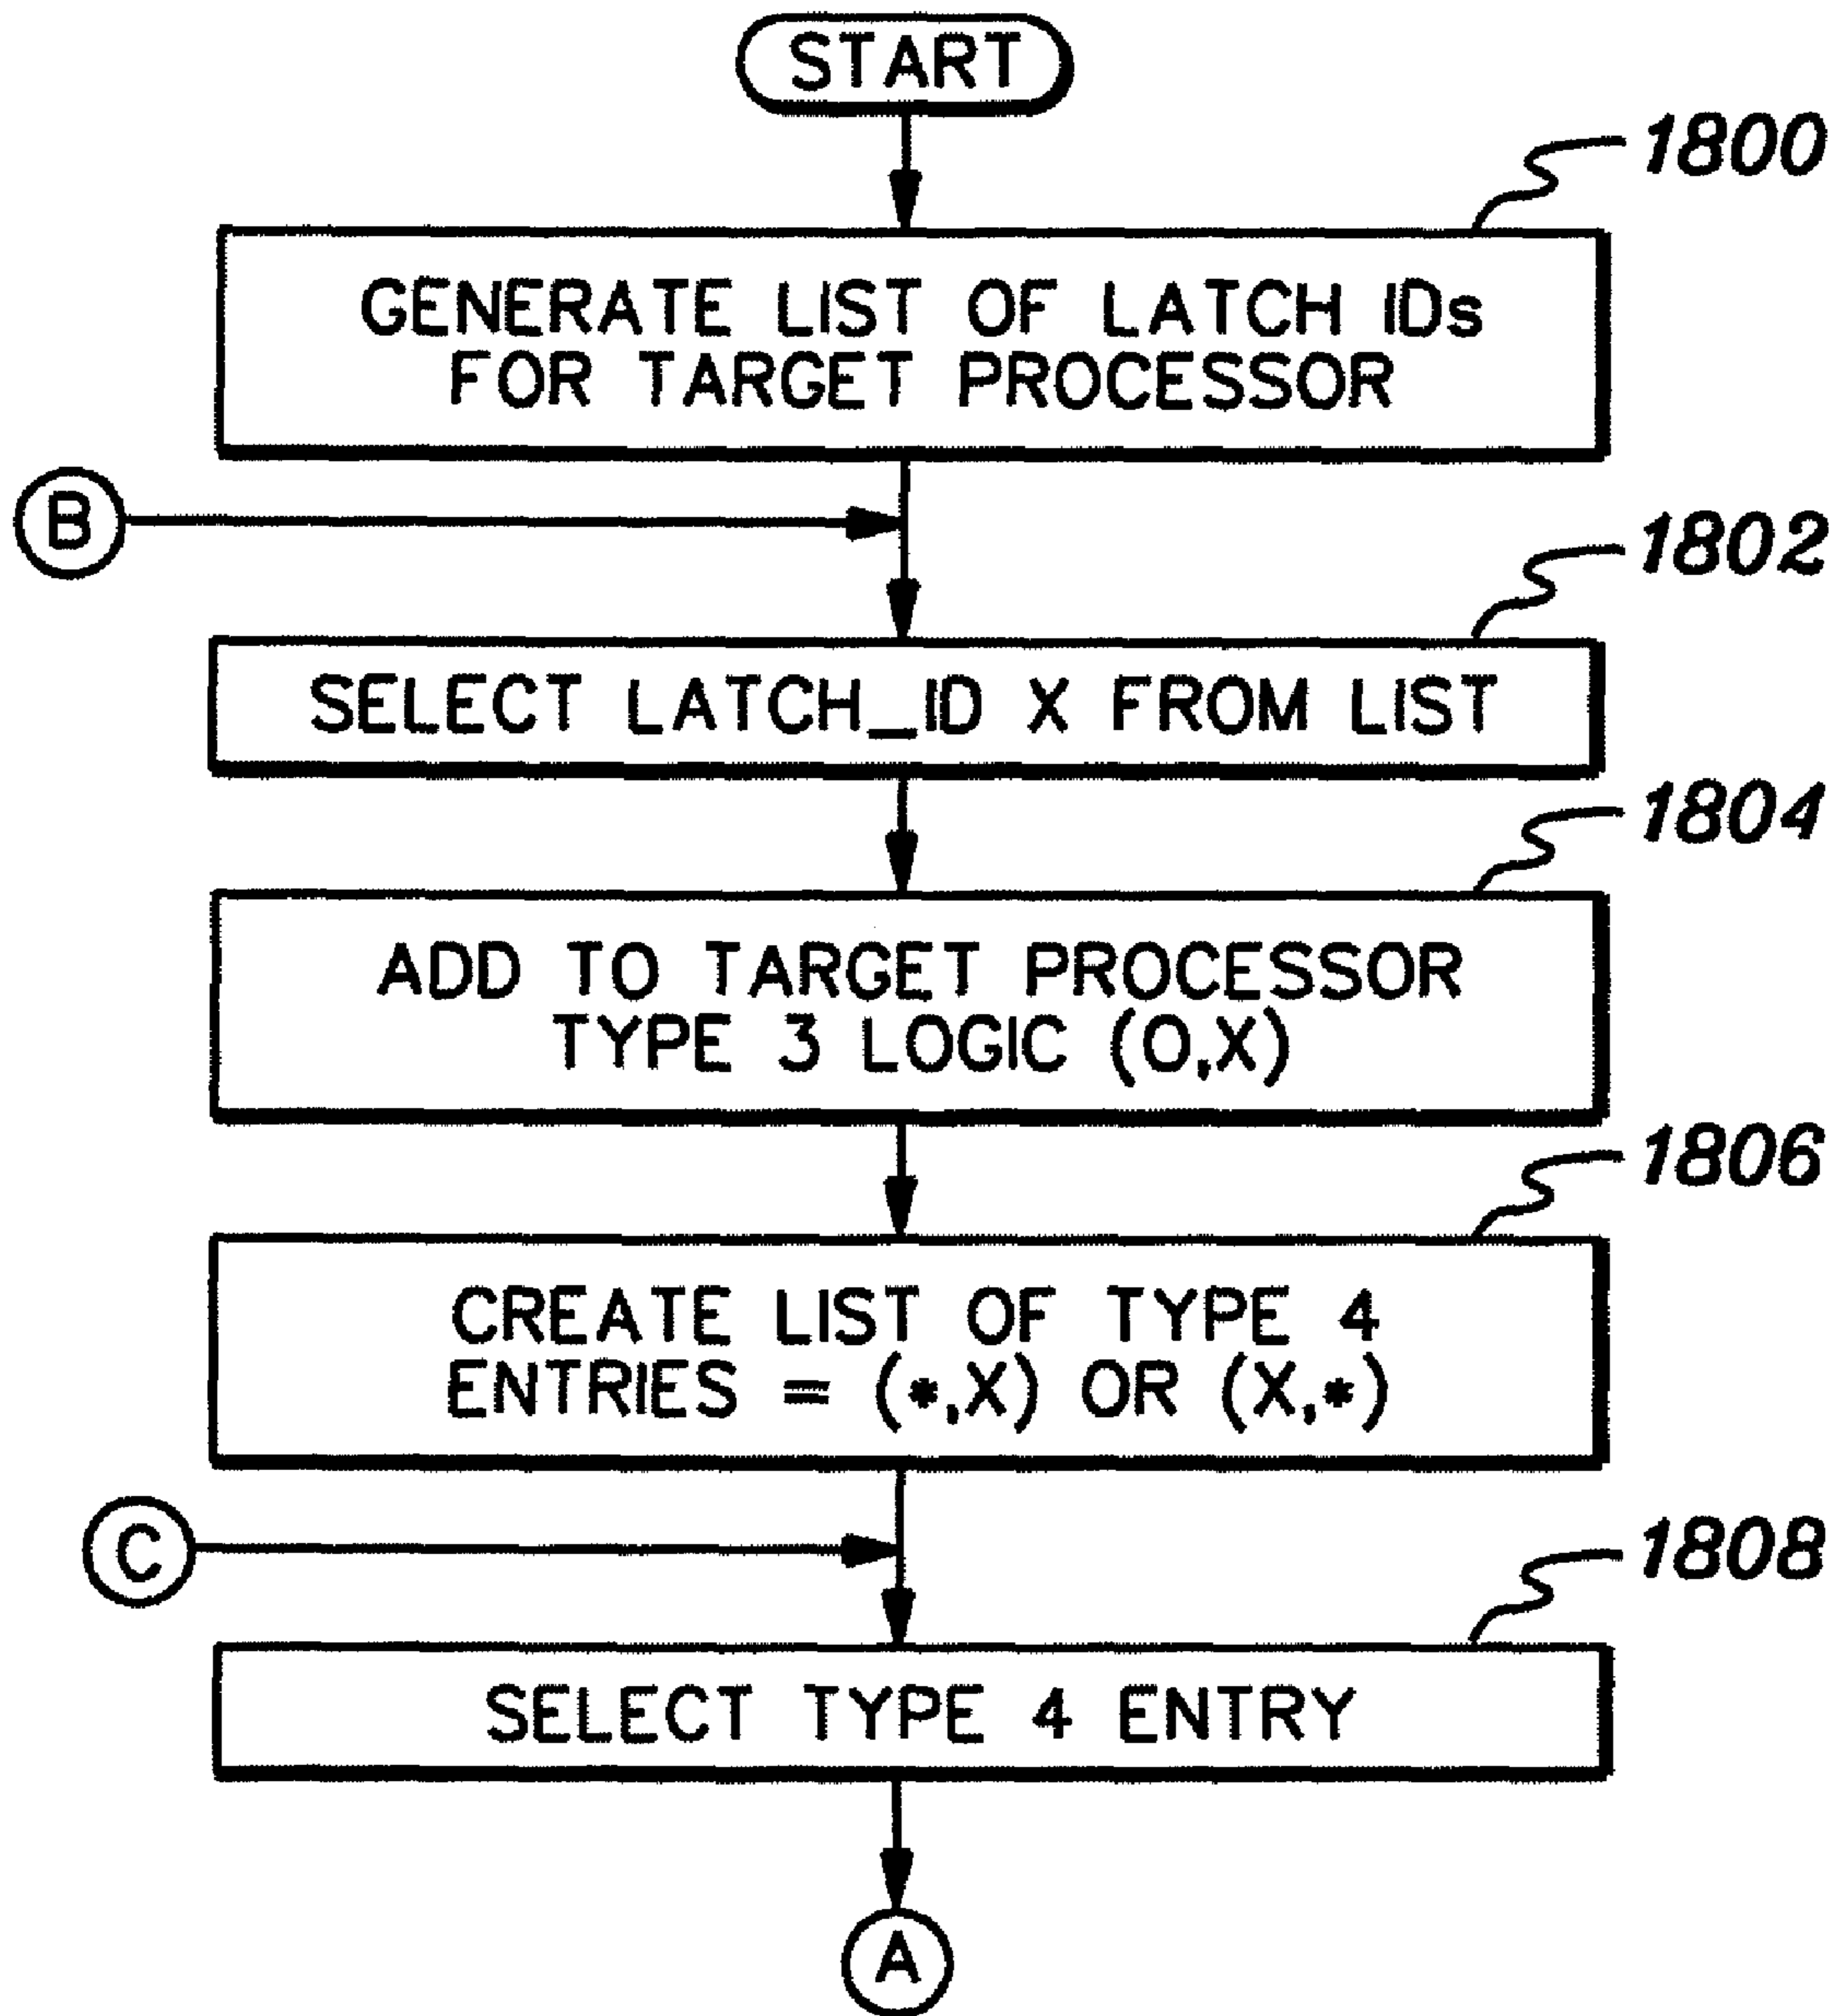 START
1800
GENERATE LIST OF LATCH IDs
FOR TARGET PROCESSOR
B
1802
SELECT LATCH_ID X FROM LIST
1804
ADD TO TARGET PROCESSOR
TYPE 3 LOGIC (0,X)
1806
CREATE LIST OF TYPE 4
ENTRIES = (*,X) OR (X,*)
C
1808
SELECT TYPE 4 ENTRY
A